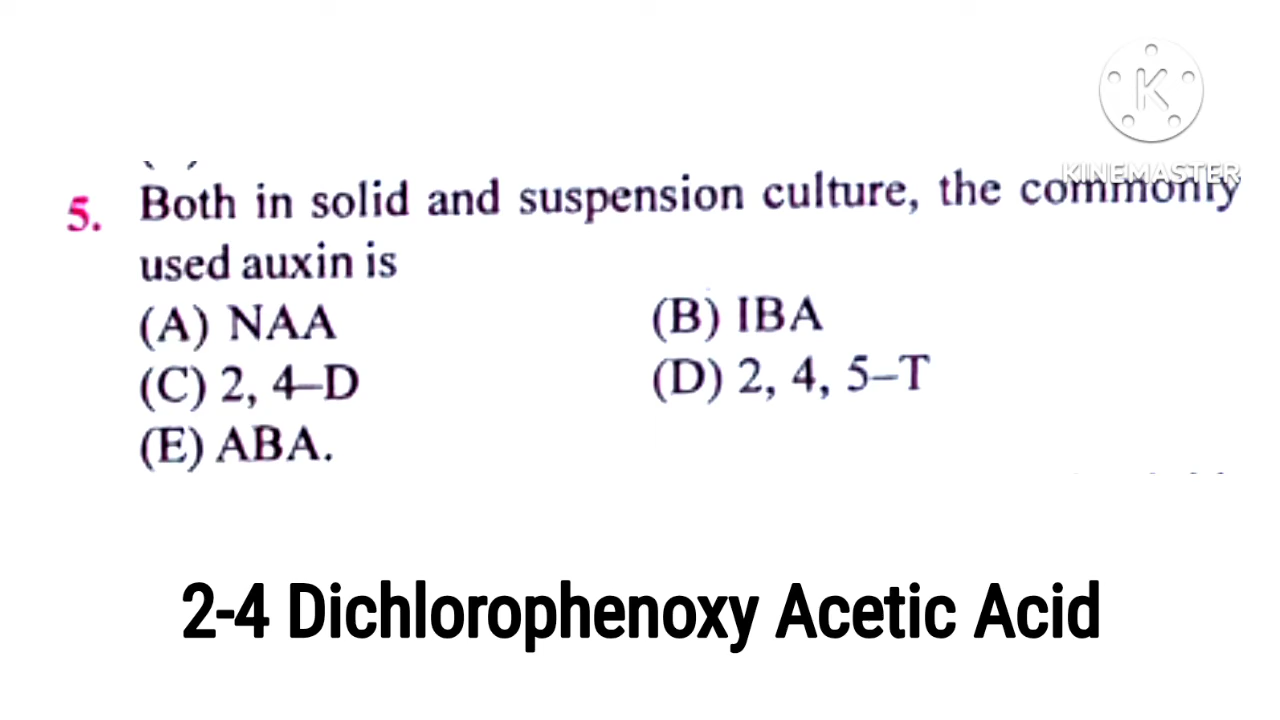 KINEMASTER
5. Both in solid and suspension culture, the commonly
used auxin is
(A) NAA (B) IBA
(C) 2, 4–D (D) 2, 4, 5–T
(E) ABA.
2-4 Dichlorophenoxy Acetic Acid